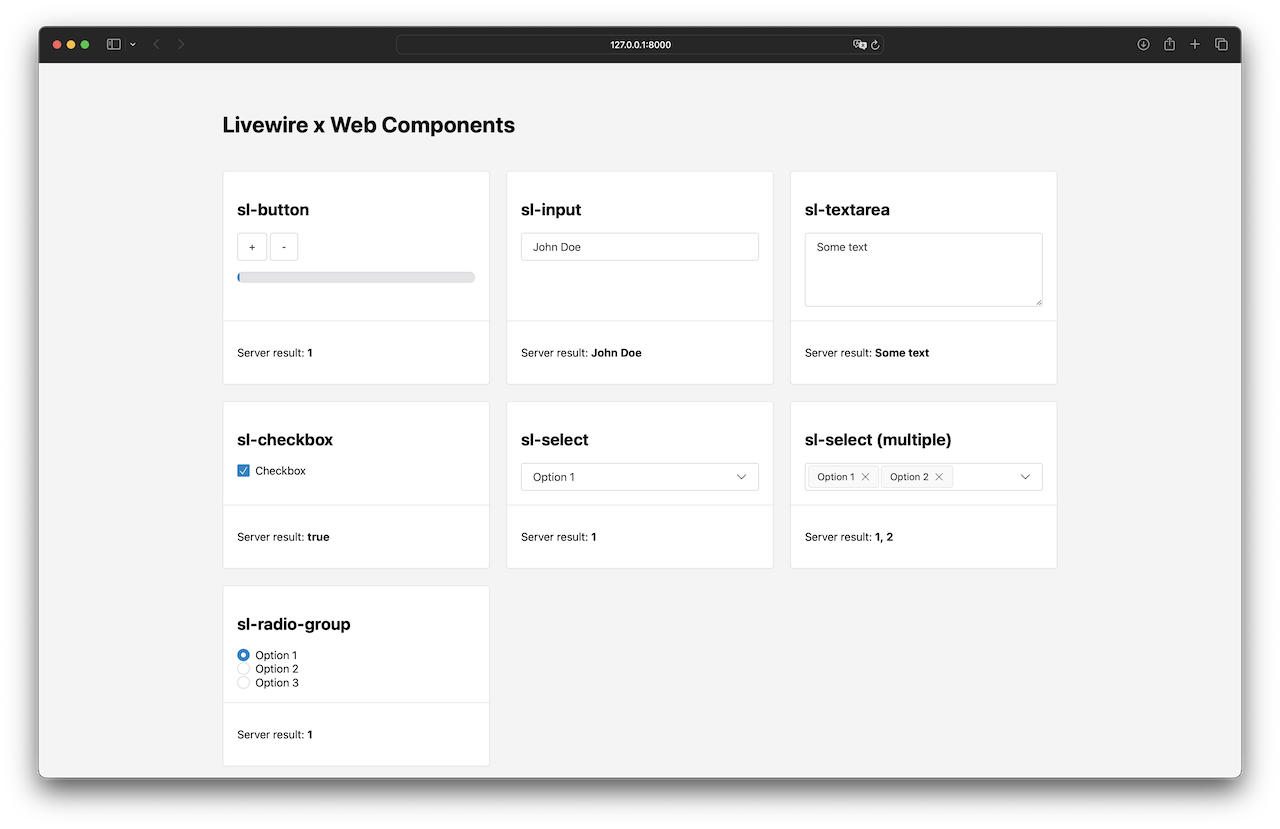 127.0.0.1:8000
Livewire x Web Components
sl-button
+ -
Server result: 1
sl-input
John Doe
Server result: John Doe
sl-textarea
Some text
Server result: Some text
sl-checkbox
Checkbox
Server result: true
sl-select
Option 1
Server result: 1
sl-select (multiple)
Option 1 Option 2
Server result: 1, 2
sl-radio-group
Option 1
Option 2
Option 3
Server result: 1